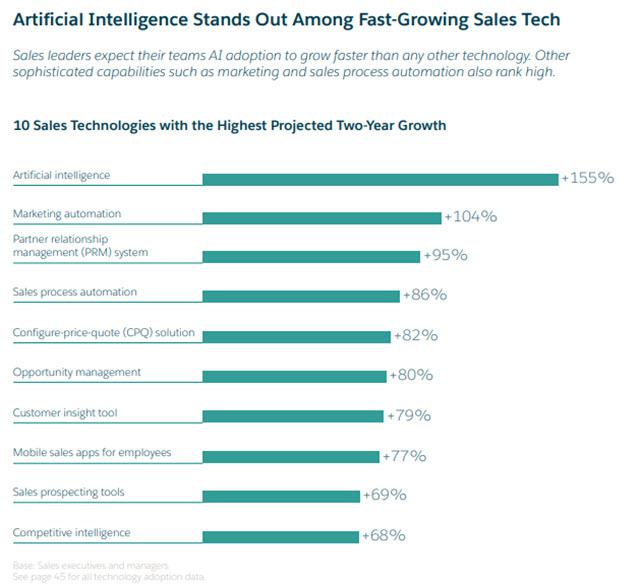 Artificial Intelligence Stands Out Among Fast-Growing Sales Tech
Sales leaders expect their teams AI adoption to grow faster than any other technology. Other
sophisticated capabilities such as marketing and sales process automation also rank high.
10 Sales Technologies with the Highest Projected Two-Year Growth
Artificial intelligence +155%
Marketing automation +104%
Partner relationship
management (PRM) system +95%
Sales process automation +86%
Configure-price-quote (CPQ) solution +82%
Opportunity management +80%
Customer insight tool +79%
Mobile sales apps for employees +77%
Sales prospecting tools +69%
Competitive intelligence +68%
Base: Sales executives and managers.
See page 45 for all technology adoption data.